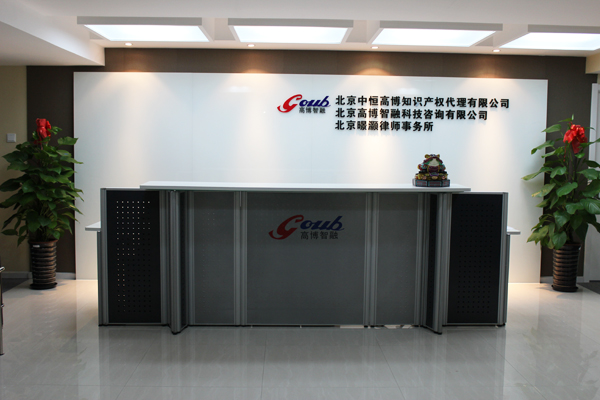 Goub
高博智融
北京中恒高博知识产权代理有限公司
北京高博智融科技咨询有限公司
北京暻灏律师事务所
Goub
高博智融